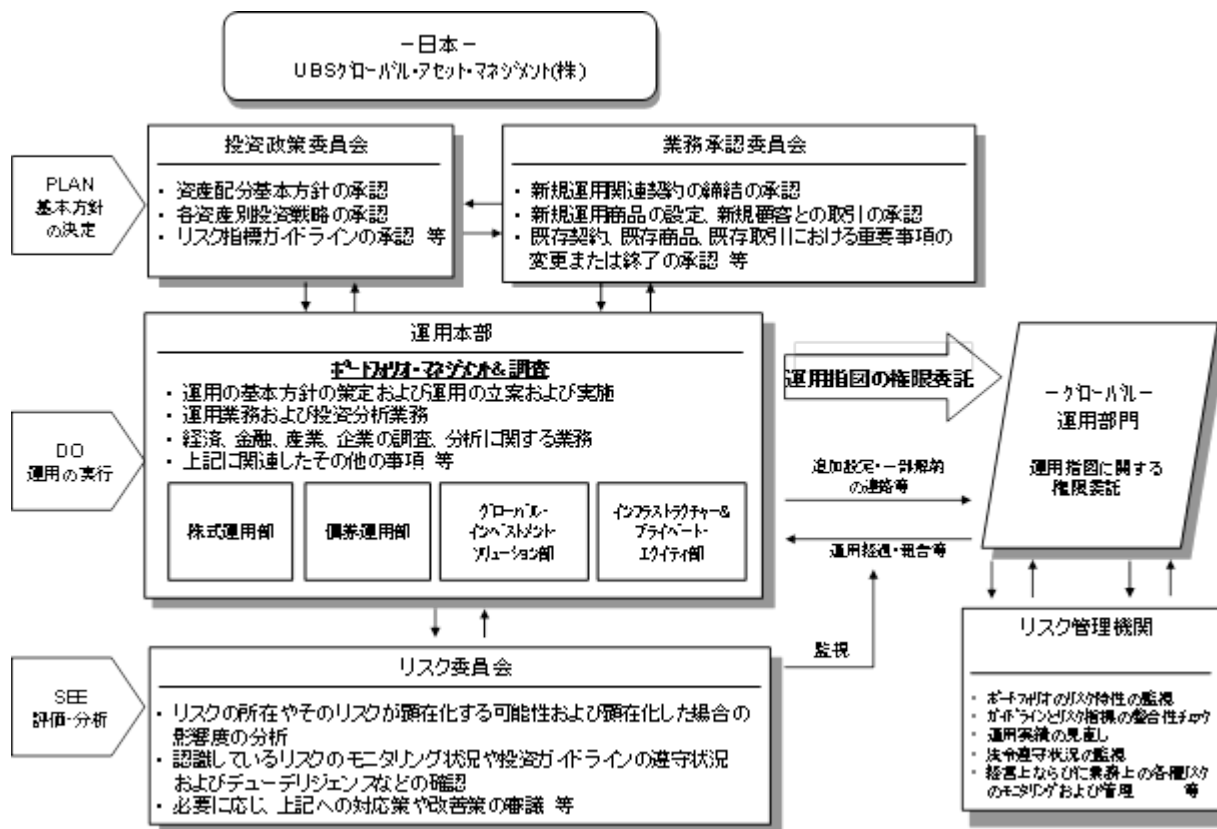 －日本－
UBSｸﾞﾛｰﾊﾞﾙ･ｱｾｯﾄ･ﾏﾈｼﾞﾒﾝﾄ(株)
PLAN
基本方針
の決定
投資政策委員会
・ 資産配分基本方針の承認
・ 各資産別投資戦略の承認
・ リスク指標ガイドラインの承認 等
業務承認委員会
・ 新規運用関連契約の締結の承認
・ 新規運用商品の設定、新規顧客との取引の承認
・ 既存契約、既存商品、既存取引における重要事項の
変更または終了の承認 等
DO
運用の実行
運用本部
ﾎﾟｰﾄﾌｫﾘｵ･ﾏﾈｼﾞﾒﾝﾄ&調査
・ 運用の基本方針の策定および運用の立案および実施
・ 運用業務および投資分析業務
・ 経済、金融、産業、企業の調査、分析に関する業務
・ 上記に関連したその他の事項 等
株式運用部
債券運用部
ｸﾞﾛｰﾊﾞﾙ･
ｲﾝﾍﾞｽﾄﾒﾝﾄ･
ｿﾘｭｰｼｮﾝ部
ｲﾝﾌﾗｽﾄﾗｸﾁｬｰ&
ﾌﾟﾗｲﾍﾞｰﾄ･
ｴｸｲﾃｨ部
運用指図の権限委託
追加設定・一部解約
の連絡等
運用経過・報告等
監視
－ｸﾞﾛｰﾊﾞﾙ－
運用部門
運用指図に関する
権限委託
SEE
評価･分析
リスク委員会
・ リスクの所在やそのリスクが顕在化する可能性および顕在化した場合の
影響度の分析
・ 認識しているリスクのモニタリング状況や投資ガイドラインの遵守状況
およびデューデリジェンスなどの確認
・ 必要に応じ、上記への対応策や改善策の審議 等
リスク管理機関
・ ﾎﾟｰﾄﾌｫﾘｵのﾘｽｸ特性の監視
・ ｶﾞｲﾄﾞﾗｲﾝとﾘｽｸ指標の整合性ﾁｪｯｸ
・ 運用実績の見直し
・ 法令遵守状況の監視
・ 経営上ならびに業務上の各種ﾘｽｸ
のﾓﾆﾀﾘﾝｸﾞおよび管理 等